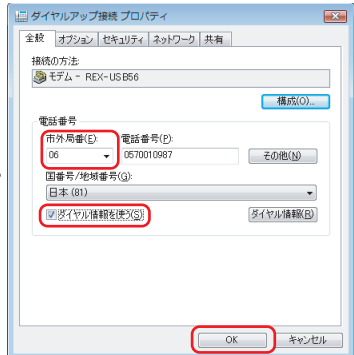 ダイヤルアップ接続 プロパティ
全般 オプション セキュリティ ネットワーク 共有
接続の方法:
モデム - REX-USB56
構成(O)...
電話番号
市外局番(E): 電話番号(P):
06 0570010987 その他(N)
国番号/地域番号(G):
日本 (81)
ダイヤル情報を使う(S) ダイヤル情報(R)
OK キャンセル